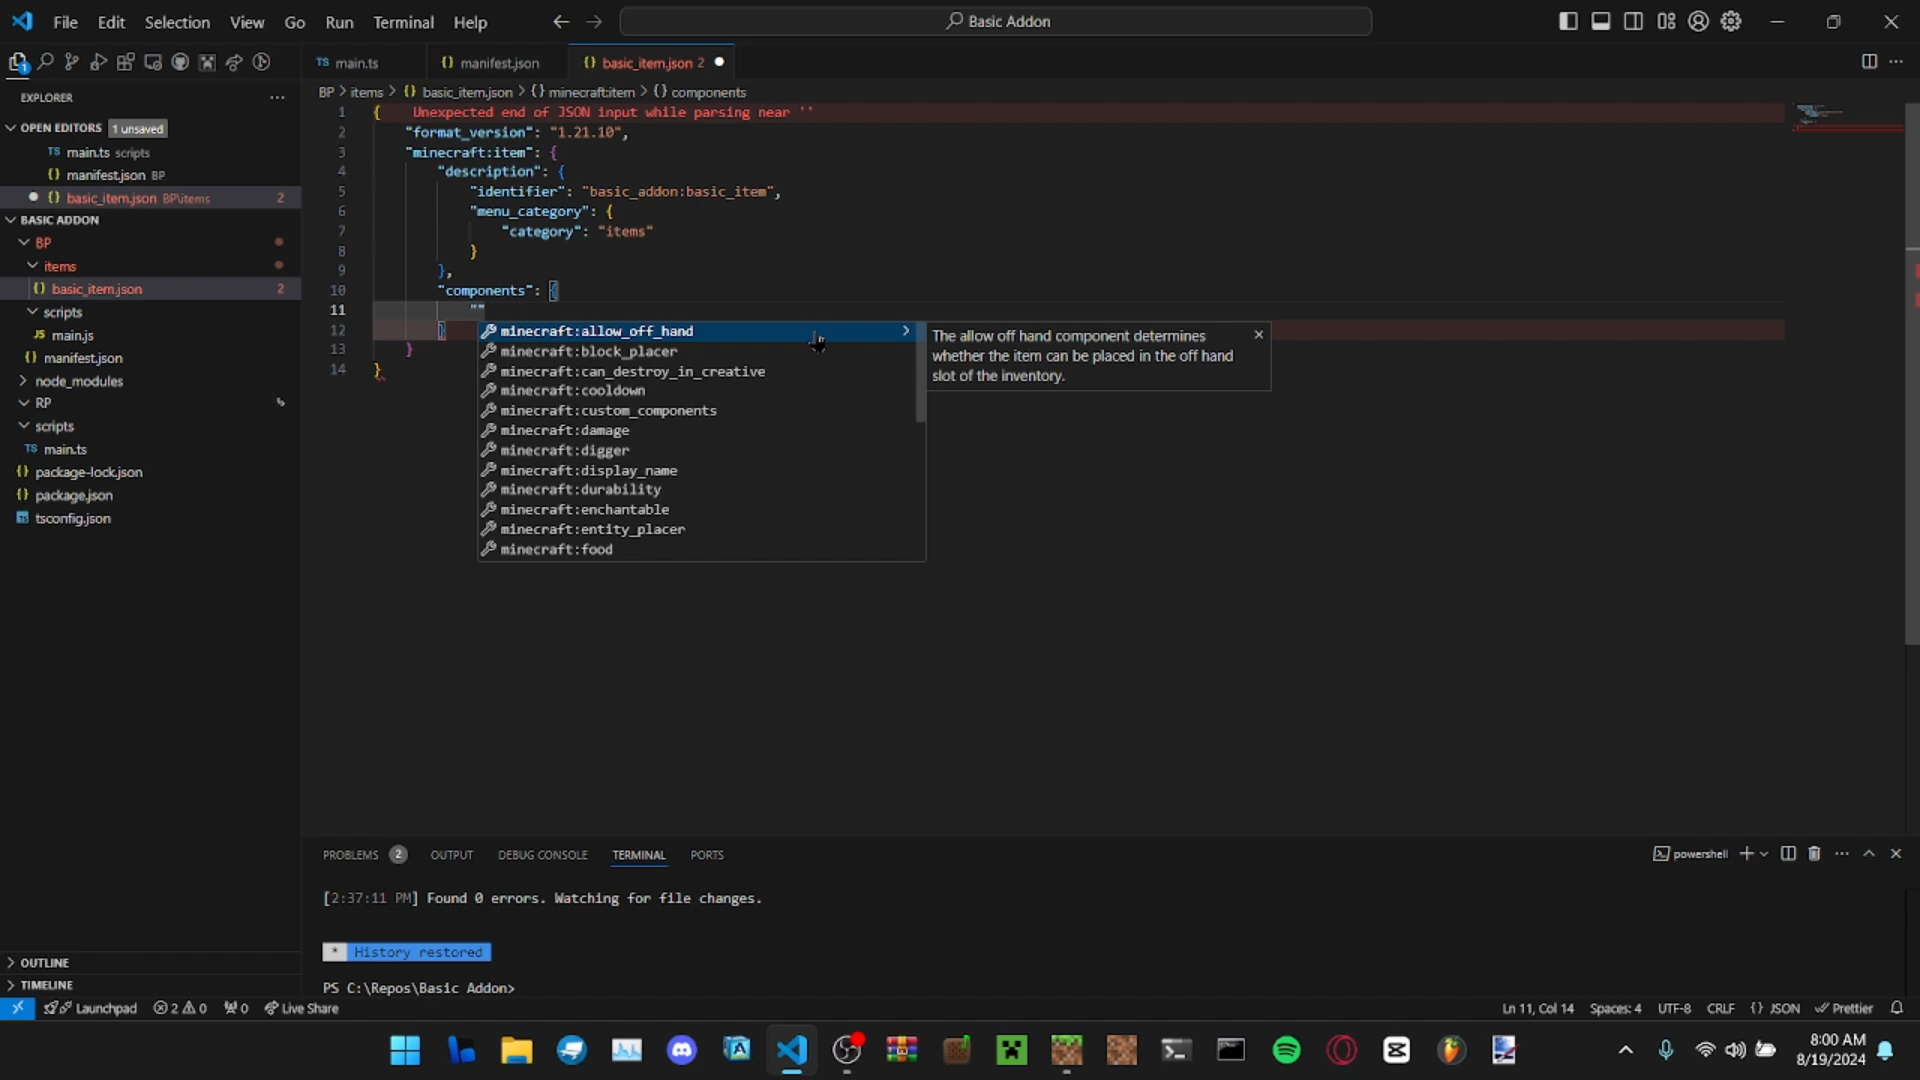 File Edit Selection View Go Run Terminal Help
Basic Addon
EXPLORER
OPEN EDITORS 1 unsaved
TS main.ts scripts
{} manifest.json BP
{} basic_item.json BP\items 2
BASIC ADDON
BP
items
{} basic_item.json 2
scripts
JS main.js
{} manifest.json
node_modules
RP
scripts
TS main.ts
{} package-lock.json
{} package.json
tsconfig.json
OUTLINE
TIMELINE
TS main.ts
{} manifest.json
{} basic_item.json 2
BP > items > {} basic_item.json > {} minecraft:item > {} components
1 { Unexpected end of JSON input while parsing near ''
2 "format_version": "1.21.10",
3 "minecraft:item": {
4 "description": {
5 "identifier": "basic_addon:basic_item",
6 "menu_category": {
7 "category": "items"
8 }
9 },
10 "components": {
11 ""
12 }
13 }
14 }
minecraft:allow_off_hand
minecraft:block_placer
minecraft:can_destroy_in_creative
minecraft:cooldown
minecraft:custom_components
minecraft:damage
minecraft:digger
minecraft:display_name
minecraft:durability
minecraft:enchantable
minecraft:entity_placer
minecraft:food
The allow off hand component determines
whether the item can be placed in the off hand
slot of the inventory.
PROBLEMS 2 OUTPUT DEBUG CONSOLE TERMINAL PORTS
powershell
[2:37:11 PM] Found 0 errors. Watching for file changes.
* History restored
PS C:\Repos\Basic Addon>
Launchpad 2 0 0 Live Share
Ln 11, Col 14 Spaces: 4 UTF-8 CRLF {} JSON Prettier
8:00 AM
8/19/2024